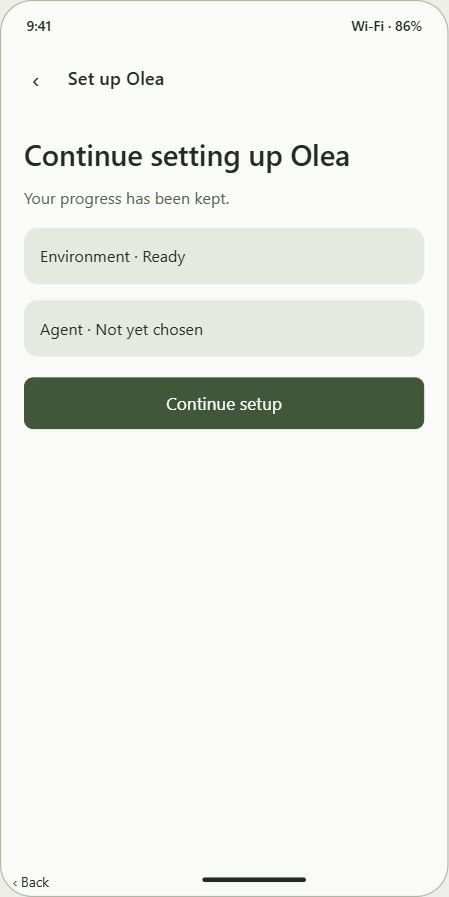 9:41
Wi-Fi · 86%
‹ Set up Olea
Continue setting up Olea
Your progress has been kept.
Environment · Ready
Agent · Not yet chosen
Continue setup
‹ Back